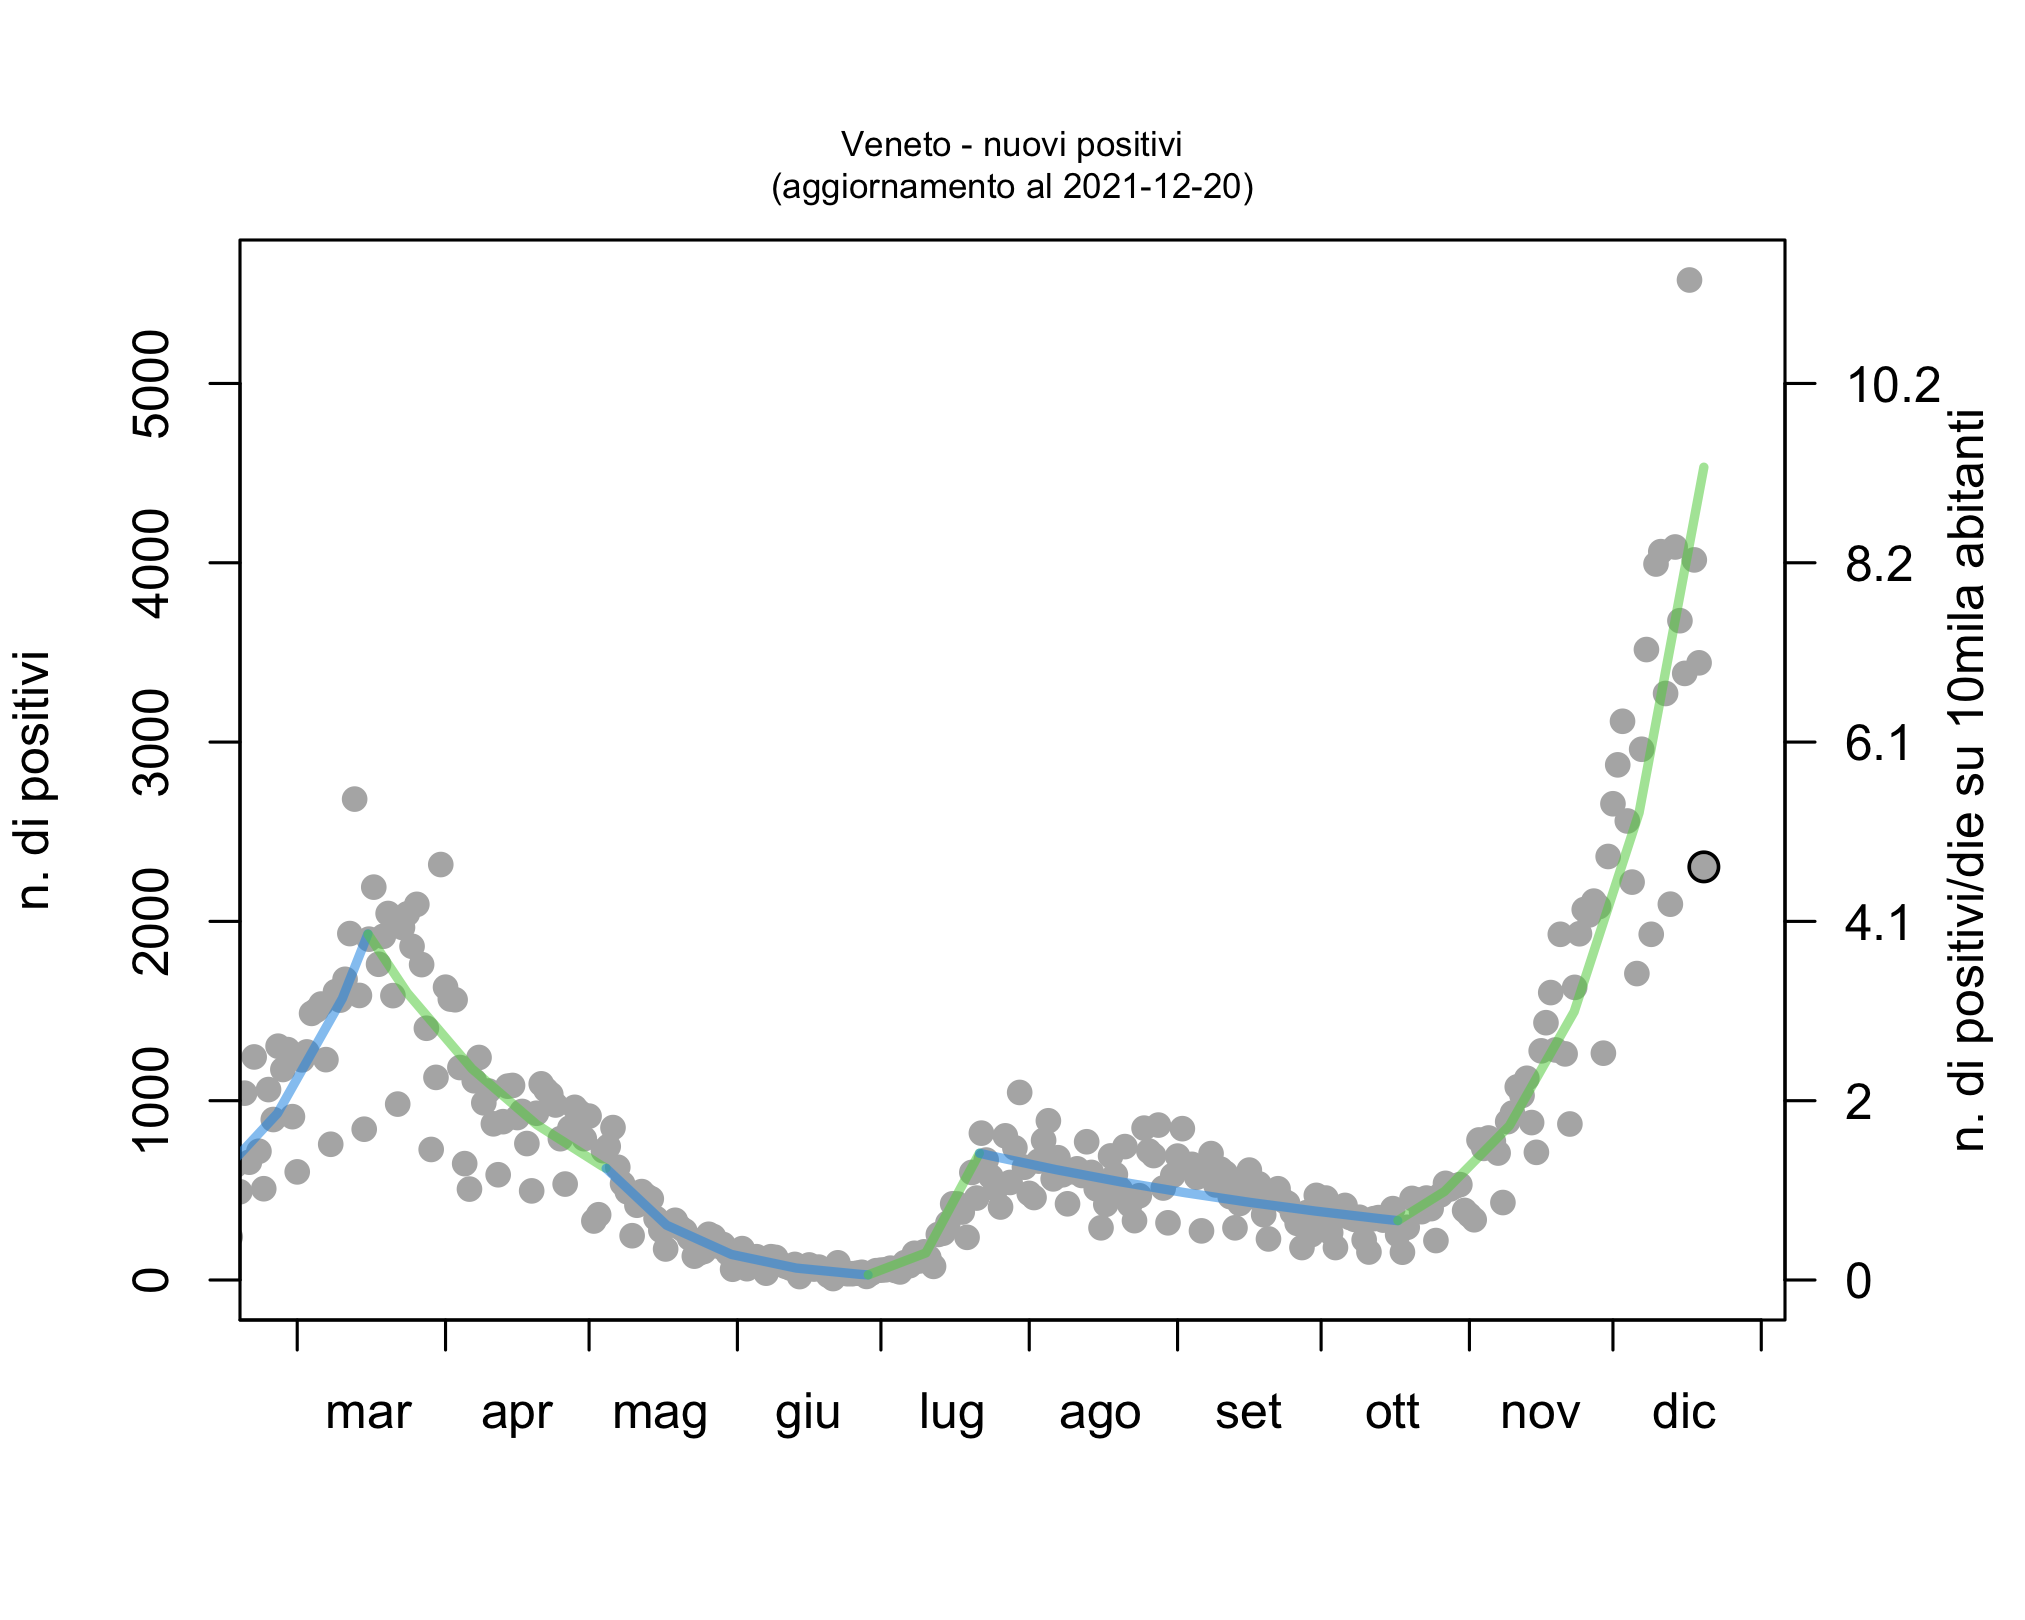 Veneto - nuovi positivi
(aggiornamento al 2021-12-20)
n. di positivi
5000
4000
3000
2000
1000
0
10.2
8.2
6.1
4.1
2
0
n. di positivi/die su 10mila abitanti
mar apr mag giu lug ago set ott nov dic